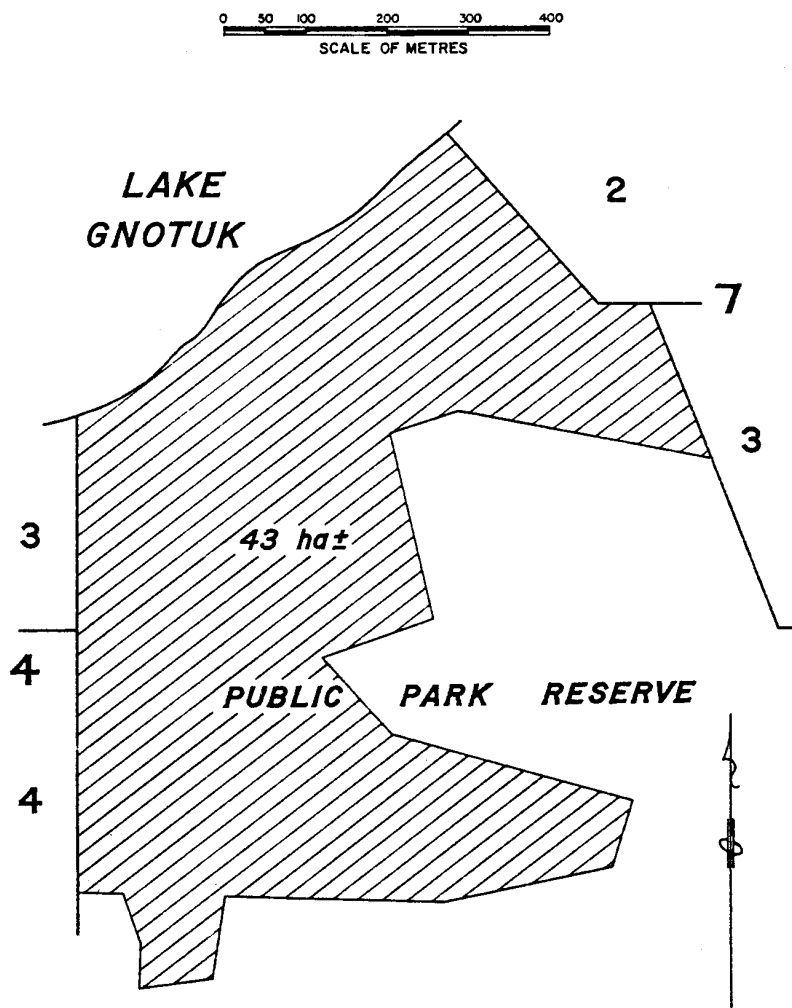 0 50 100 200 300 400
SCALE OF METRES
LAKE
GNOTUK
2
7
3
3
43 ha±
4
PUBLIC PARK RESERVE
4